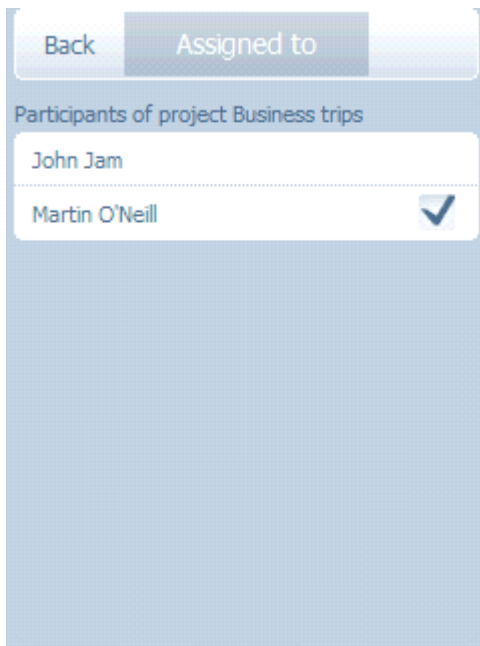 Back Assigned to
Participants of project Business trips
John Jam
Martin O'Neill